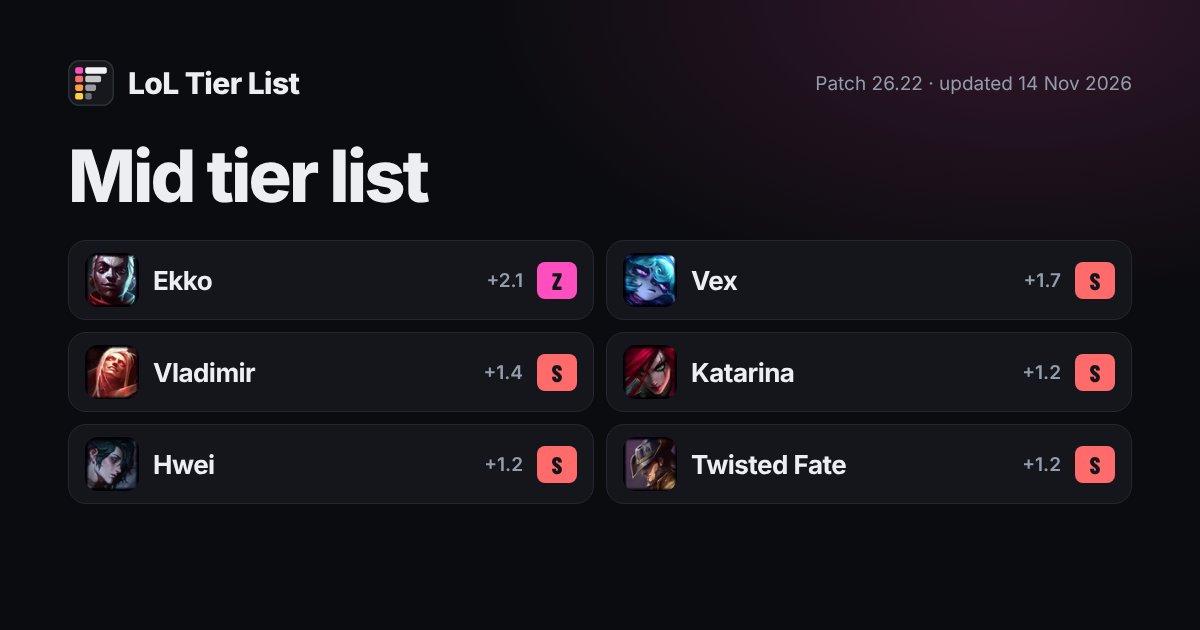 LoL Tier List
Patch 26.22 · updated 14 Nov 2026
Mid tier list
Ekko +2.1 Z
Vex +1.7 S
Vladimir +1.4 S
Katarina +1.2 S
Hwei +1.2 S
Twisted Fate +1.2 S